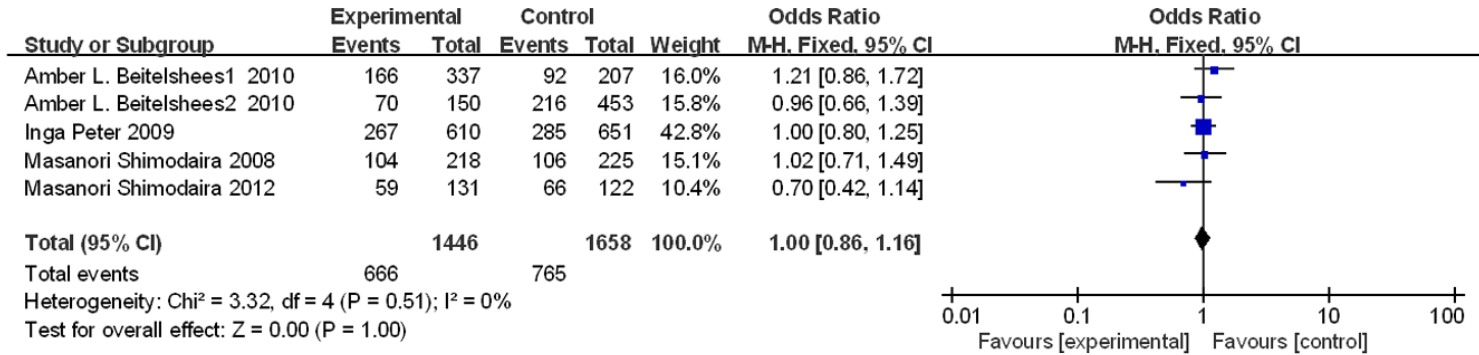 Experimental Control Odds Ratio Odds Ratio
Study or Subgroup Events Total Events Total Weight M-H, Fixed, 95% CI M-H, Fixed, 95% CI
Amber L. Beitelshees1 2010 166 337 92 207 16.0% 1.21 [0.86, 1.72]
Amber L. Beitelshees2 2010 70 150 216 453 15.8% 0.96 [0.66, 1.39]
Inga Peter 2009 267 610 285 651 42.8% 1.00 [0.80, 1.25]
Masanori Shimodaira 2008 104 218 106 225 15.1% 1.02 [0.71, 1.49]
Masanori Shimodaira 2012 59 131 66 122 10.4% 0.70 [0.42, 1.14]
Total (95% CI) 1446 1658 100.0% 1.00 [0.86, 1.16]
Total events 666 765
Heterogeneity: Chi² = 3.32, df = 4 (P = 0.51); I² = 0%
Test for overall effect: Z = 0.00 (P = 1.00)
0.01 0.1 1 10 100
Favours [experimental] Favours [control]